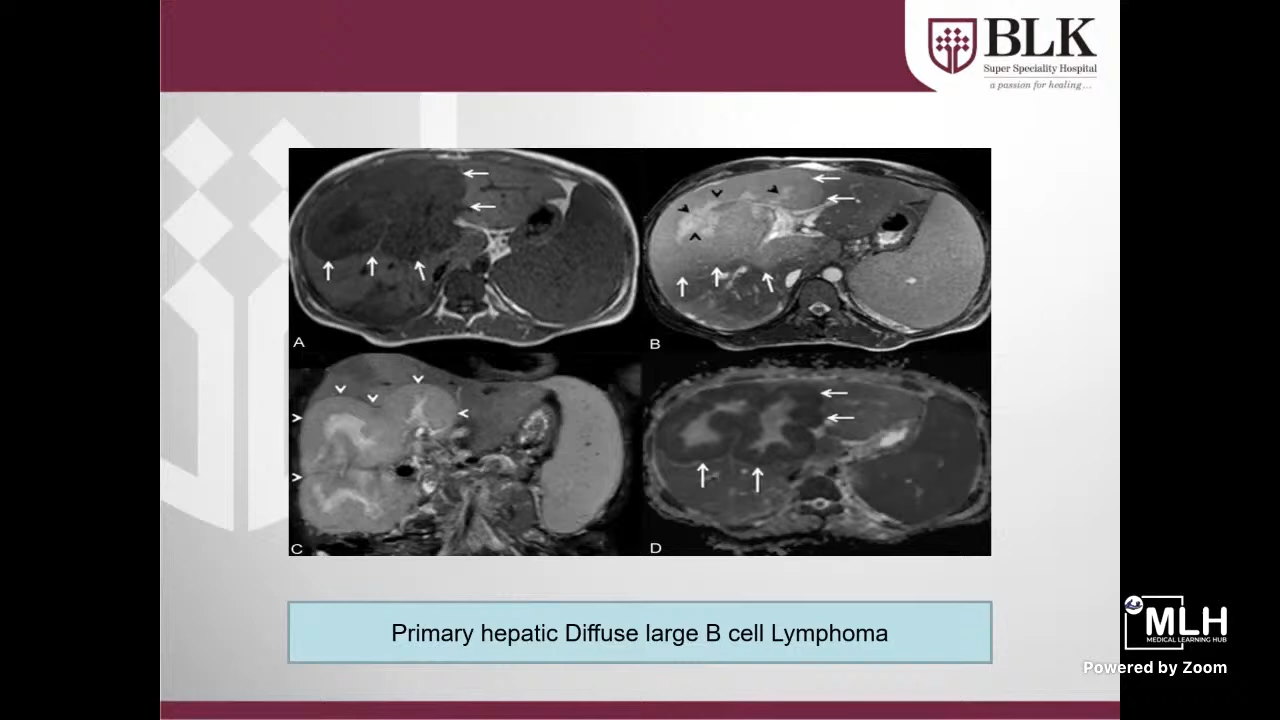 BLK
Super Speciality Hospital
a passion for healing...
A
B
C
D
Primary hepatic Diffuse large B cell Lymphoma
MLH
MEDICAL LEARNING HUB
Powered by Zoom